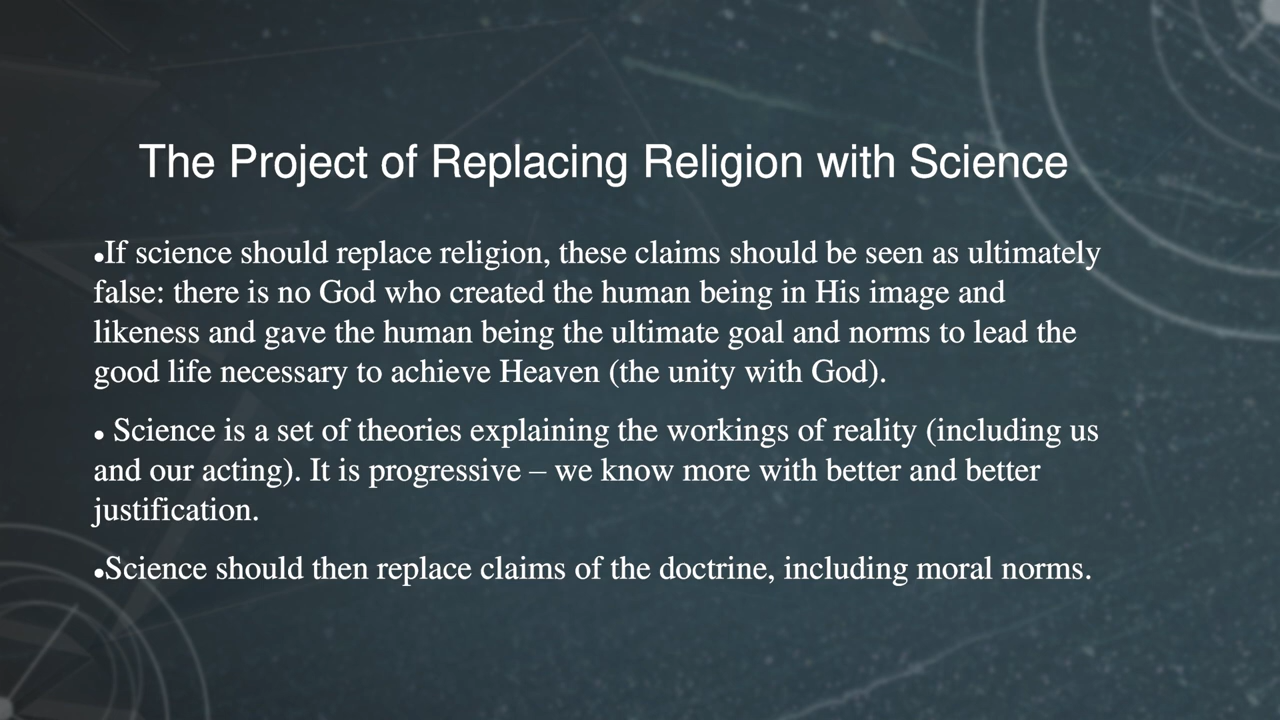 The Project of Replacing Religion with Science
•If science should replace religion, these claims should be seen as ultimately
false: there is no God who created the human being in His image and
likeness and gave the human being the ultimate goal and norms to lead the
good life necessary to achieve Heaven (the unity with God).
• Science is a set of theories explaining the workings of reality (including us
and our acting). It is progressive – we know more with better and better
justification.
•Science should then replace claims of the doctrine, including moral norms.